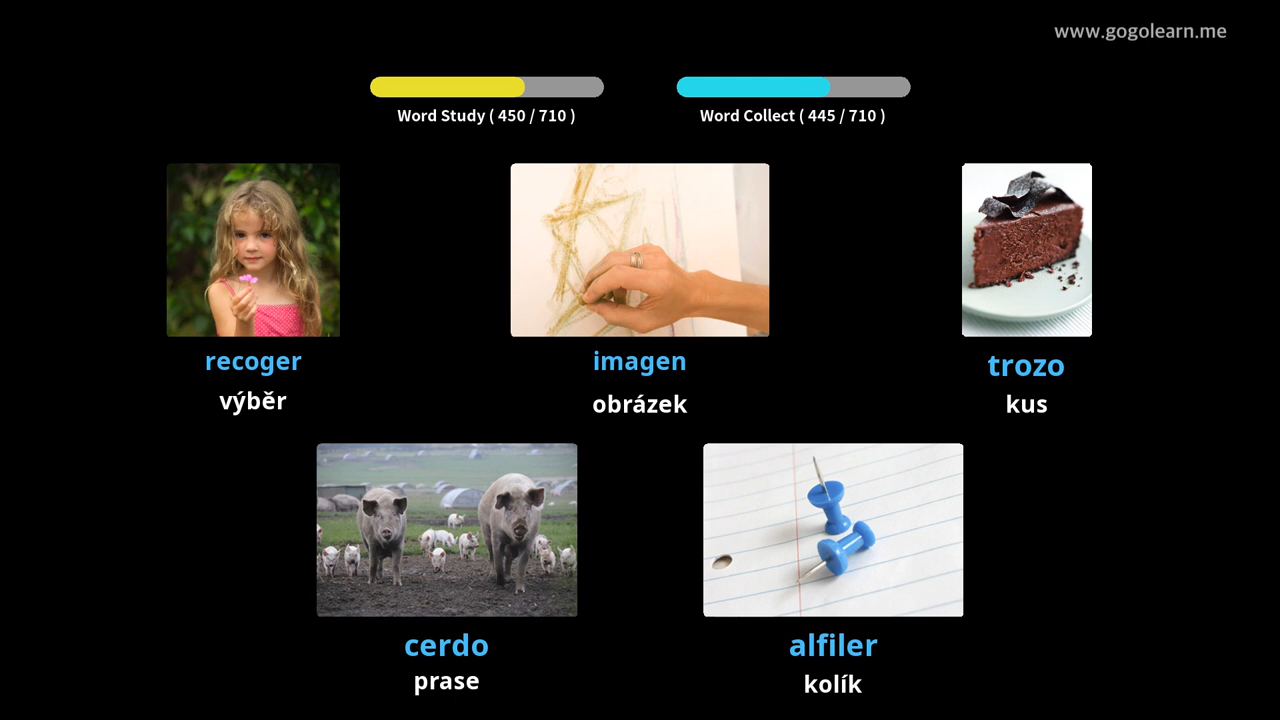 www.gogolearn.me
Word Study ( 450 / 710 )
Word Collect ( 445 / 710 )
recoger
výběr
imagen
obrázek
trozo
kus
cerdo
prase
alfiler
kolík